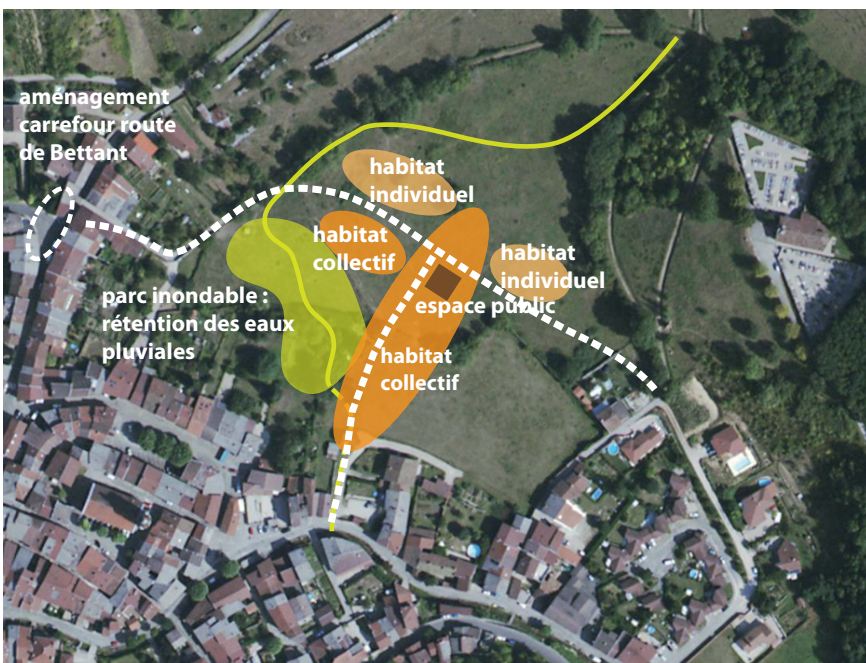 aménagement
carrefour route
de Bettant
habitat
individuel
habitat
collectif
habitat
individuel
parc inondable :
rétention des eaux
pluviales
espace public
habitat
collectif